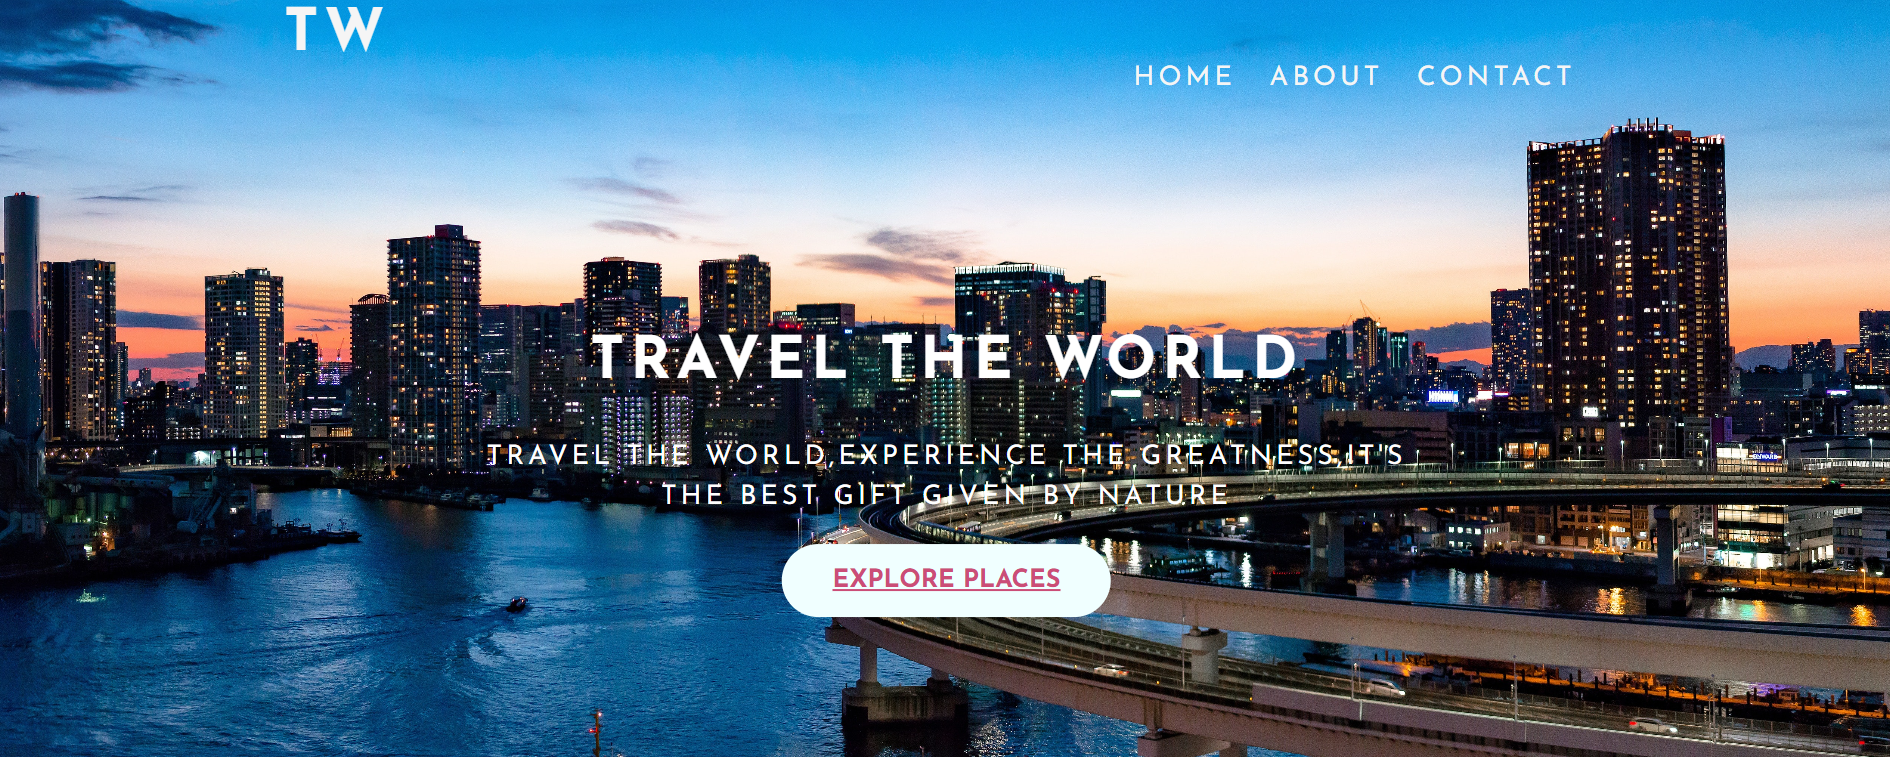 TW
HOME ABOUT CONTACT
TRAVEL THE WORLD
TRAVEL THE WORLD,EXPERIENCE THE GREATNESS,IT'S
THE BEST GIFT GIVEN BY NATURE
EXPLORE PLACES